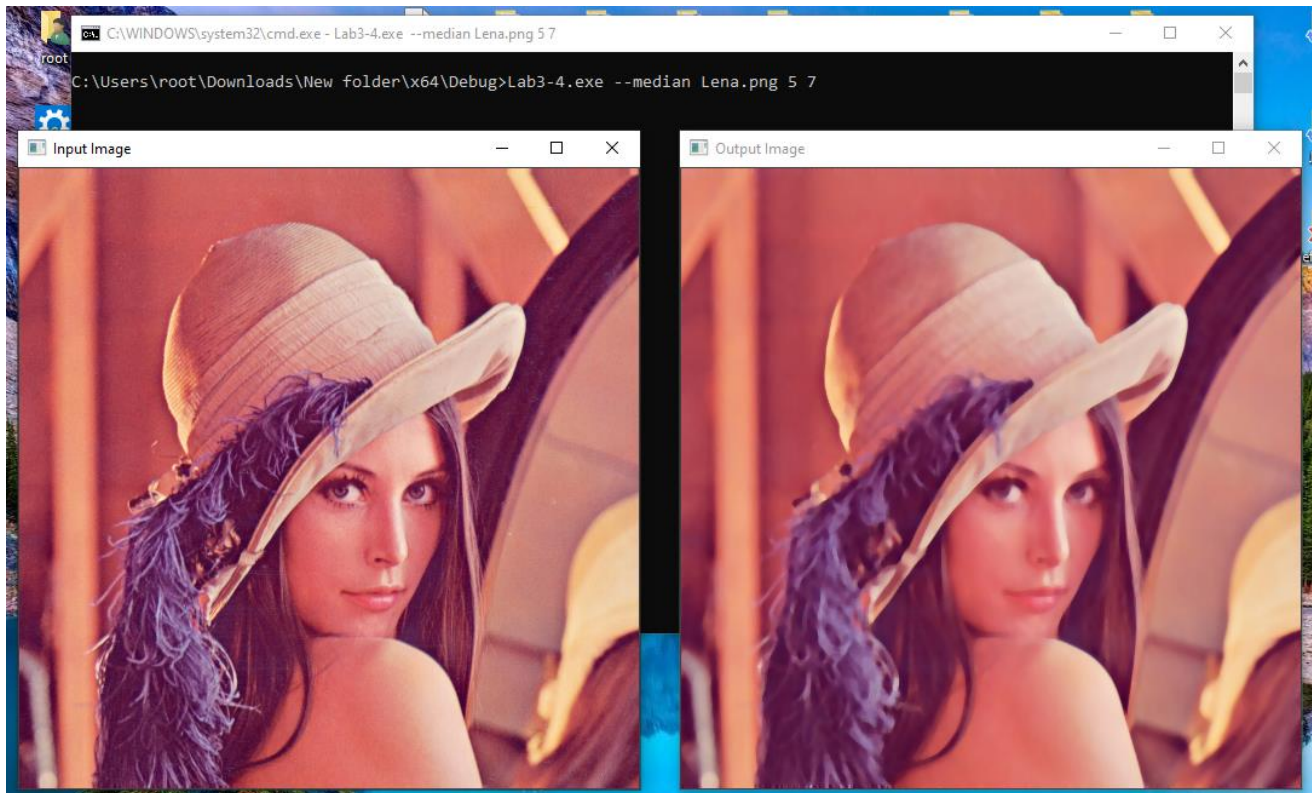 C:\WINDOWS\system32\cmd.exe - Lab3-4.exe --median Lena.png 5 7
root
C:\Users\root\Downloads\New folder\x64\Debug>Lab3-4.exe --median Lena.png 5 7
Input Image
Output Image